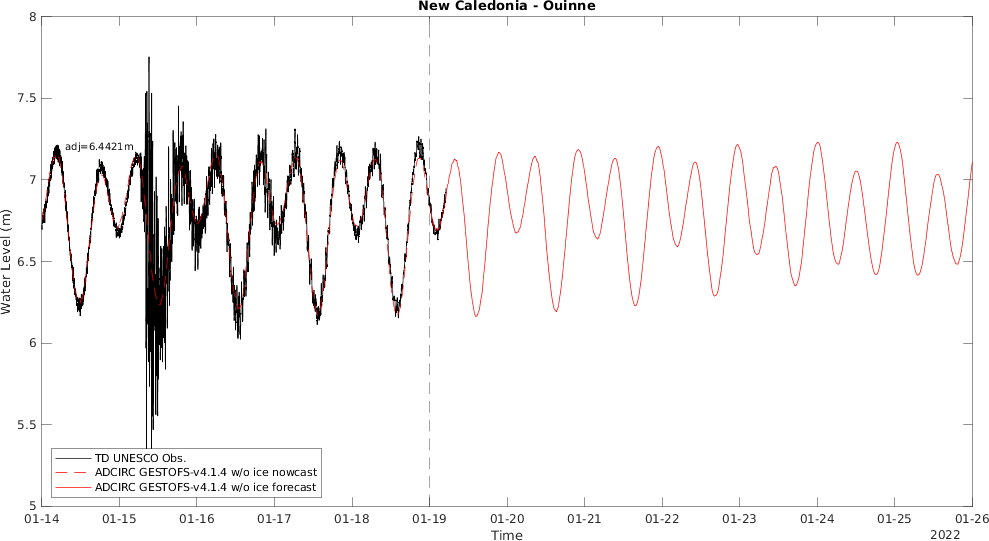 New Caledonia - Ouinne
8
7.5
7
6.5
6
5.5
5
Water Level (m)
adj=6.4421m
TD UNESCO Obs.
ADCIRC GESTOFS-v4.1.4 w/o ice nowcast
ADCIRC GESTOFS-v4.1.4 w/o ice forecast
01-14 01-15 01-16 01-17 01-18 01-19 01-20 01-21 01-22 01-23 01-24 01-25 01-26
Time
2022